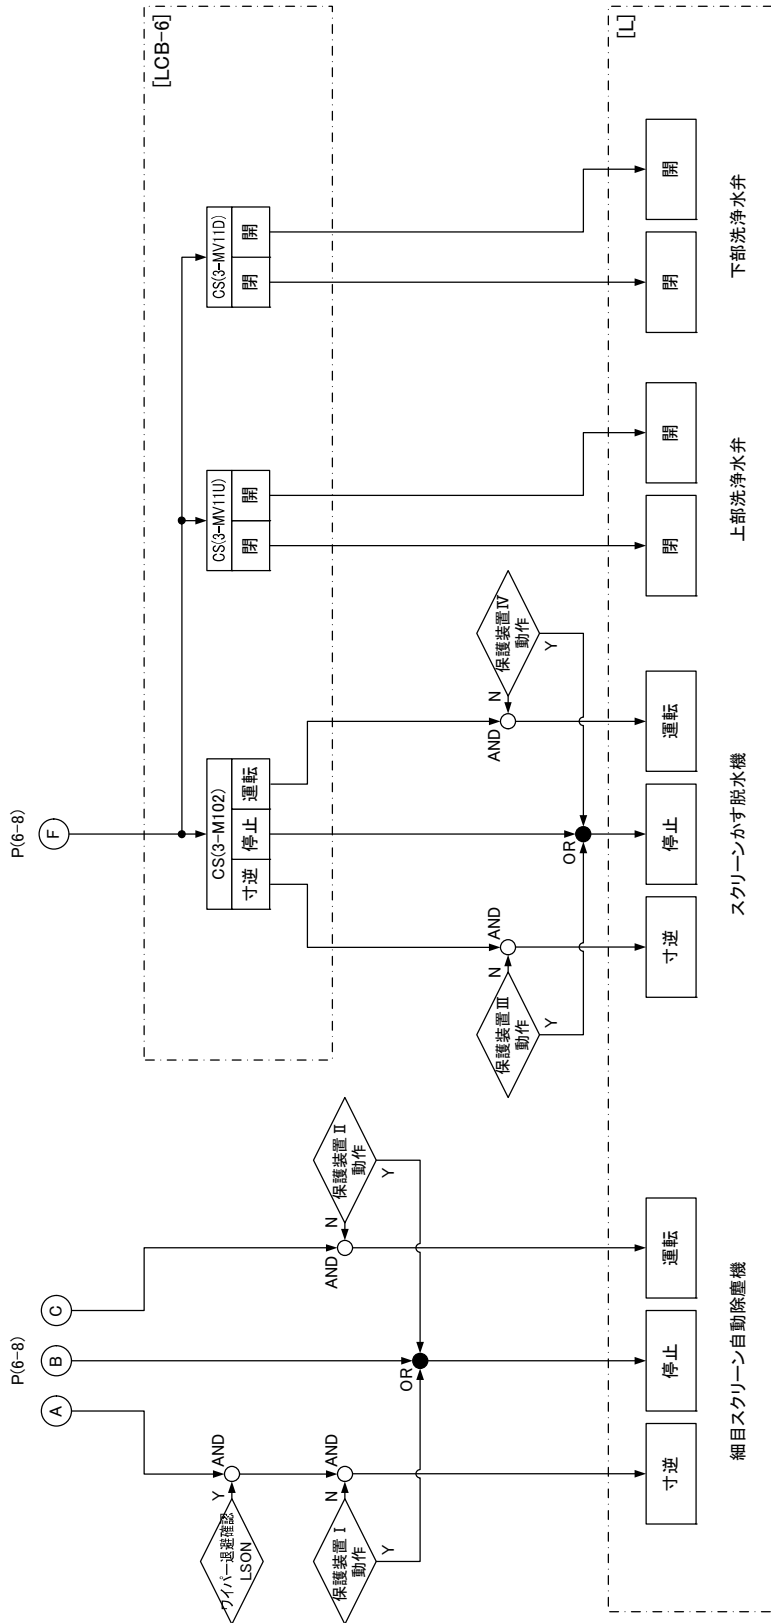 P(6-8)
A
B
C
P(6-8)
F
[LCB-6]
CS(3-M102)
寸逆
停止
運転
CS(3-MV11U)
閉
開
CS(3-MV11D)
閉
開
ワイパー退避確認
LSON
Y
AND
保護装置Ⅰ
動作
N
AND
Y
保護装置Ⅱ
動作
N
AND
Y
OR
保護装置Ⅲ
動作
N
AND
Y
保護装置Ⅳ
動作
N
AND
Y
OR
[L]
寸逆
停止
運転
細目スクリーン自動除塵機
寸逆
停止
運転
スクリーンかす脱水機
閉
開
上部洗浄水弁
閉
開
下部洗浄水弁